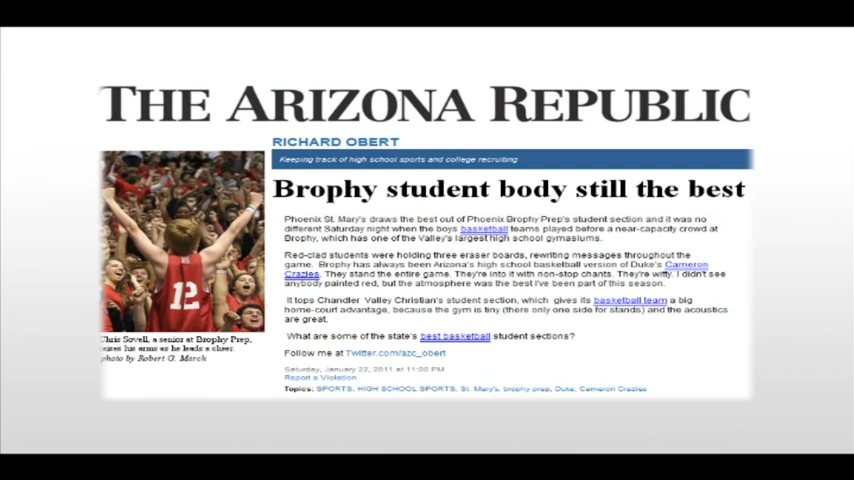 THE ARIZONA REPUBLIC
RICHARD OBERT
Keeping track of high school sports and college recruiting
Brophy student body still the best
Phoenix St. Mary's draws the best out of Phoenix Brophy Prep's student section and it was no
different Saturday night when the boys basketball teams played before a near-capacity crowd at
Brophy, which has one of the Valley's largest high school gymnasiums.
Red-clad students were holding three eraser boards, rewriting messages throughout the
game. Brophy has always been Arizona's high school basketball version of Duke's Cameron
Crazies. They stand the entire game. They're into it with non-stop chants. They're witty. I didn't see
anybody painted red, but the atmosphere was the best I've been part of this season.
It tops Chandler Valley Christian's student section, which gives its basketball team a big
home-court advantage, because the gym is tiny (there only one side for stands) and the acoustics
are great.
What are some of the state's best basketball student sections?
Follow me at Twitter.com/azc_obert
Saturday, January 22, 2011 at 11:00 PM
Report a Violation
Topics: SPORTS, HIGH SCHOOL SPORTS, St. Mary's, brophy prep, Duke, Cameron Crazies
12
Chris Sovell, a senior at Brophy Prep,
raises his arms as he leads a cheer.
photo by Robert G. March